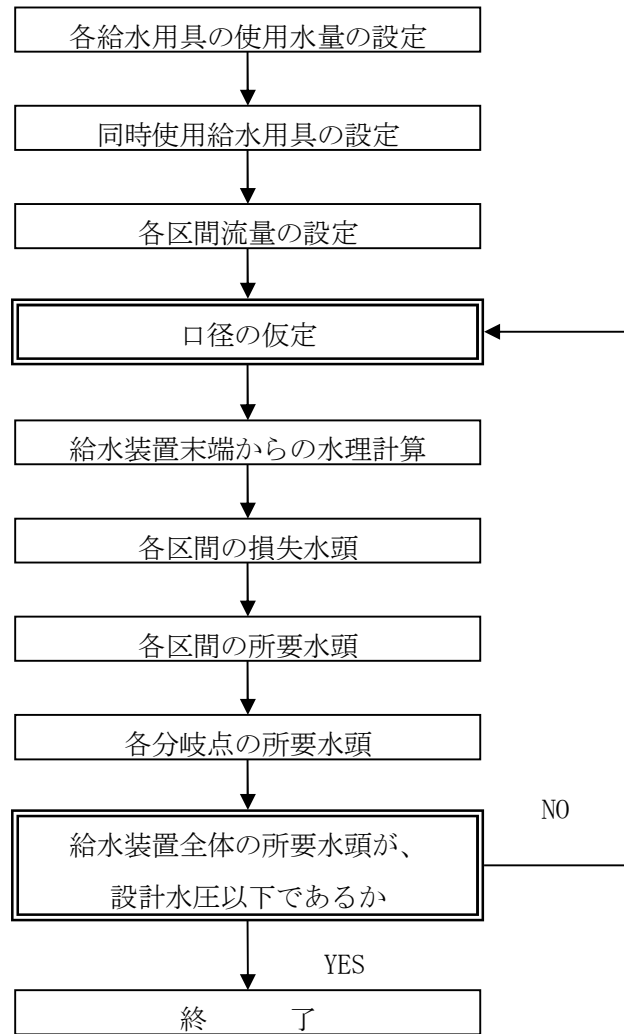 各給水用具の使用水量の設定
同時使用給水用具の設定
各区間流量の設定
口径の仮定
給水装置末端からの水理計算
各区間の損失水頭
各区間の所要水頭
各分岐点の所要水頭
給水装置全体の所要水頭が、
設計水圧以下であるか
NO
YES
終　　　了